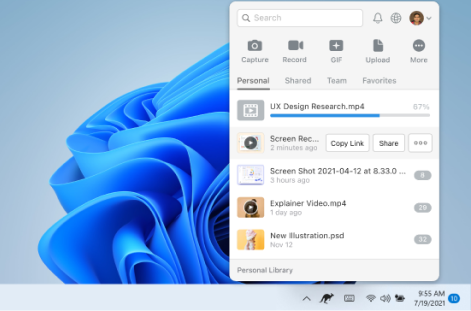 Search
Capture Record GIF Upload More
Personal Shared Team Favorites
UX Design Research.mp4 67%
Screen Rec... Copy Link Share
2 minutes ago
Screen Shot 2021-04-12 at 8.33.0 ...
3 hours ago
Explainer Video.mp4 29
1 day ago
New Illustration.psd 32
Nov 12
Personal Library
9:55 AM
7/19/2021 10